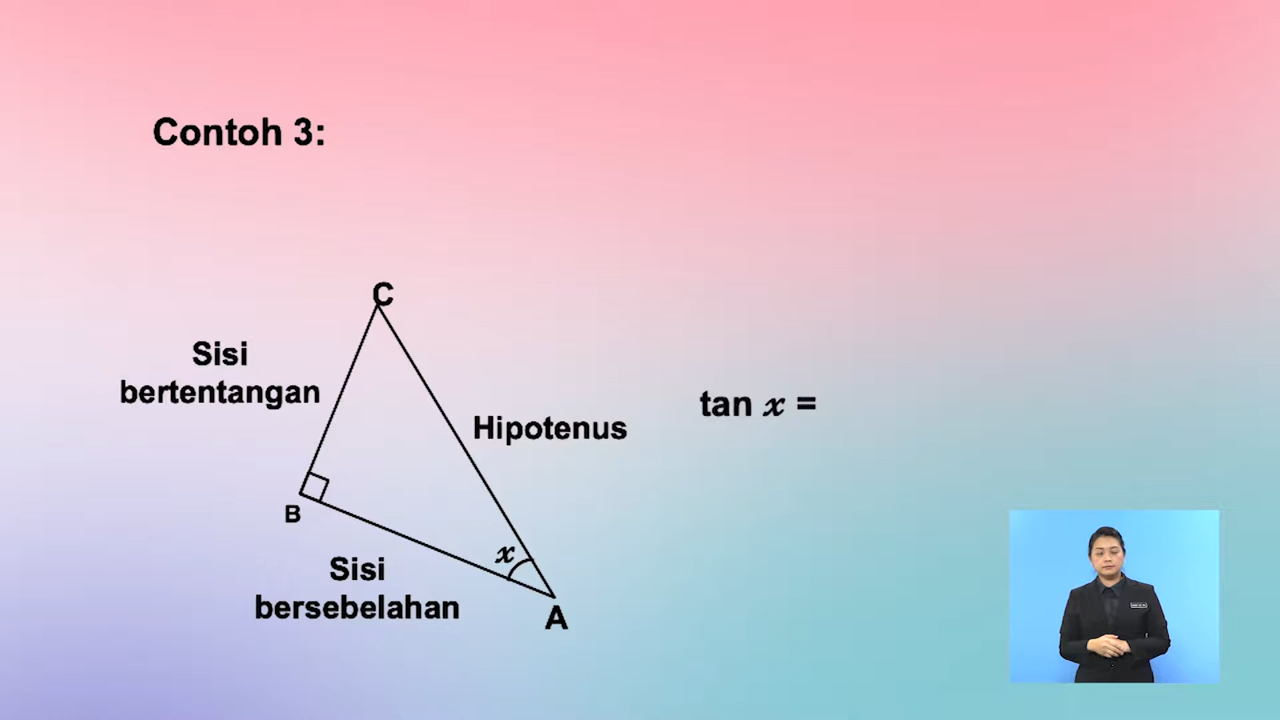 Contoh 3:
C
Sisi
bertentangan
Hipotenus
tan x =
B
x
Sisi
bersebelahan
A